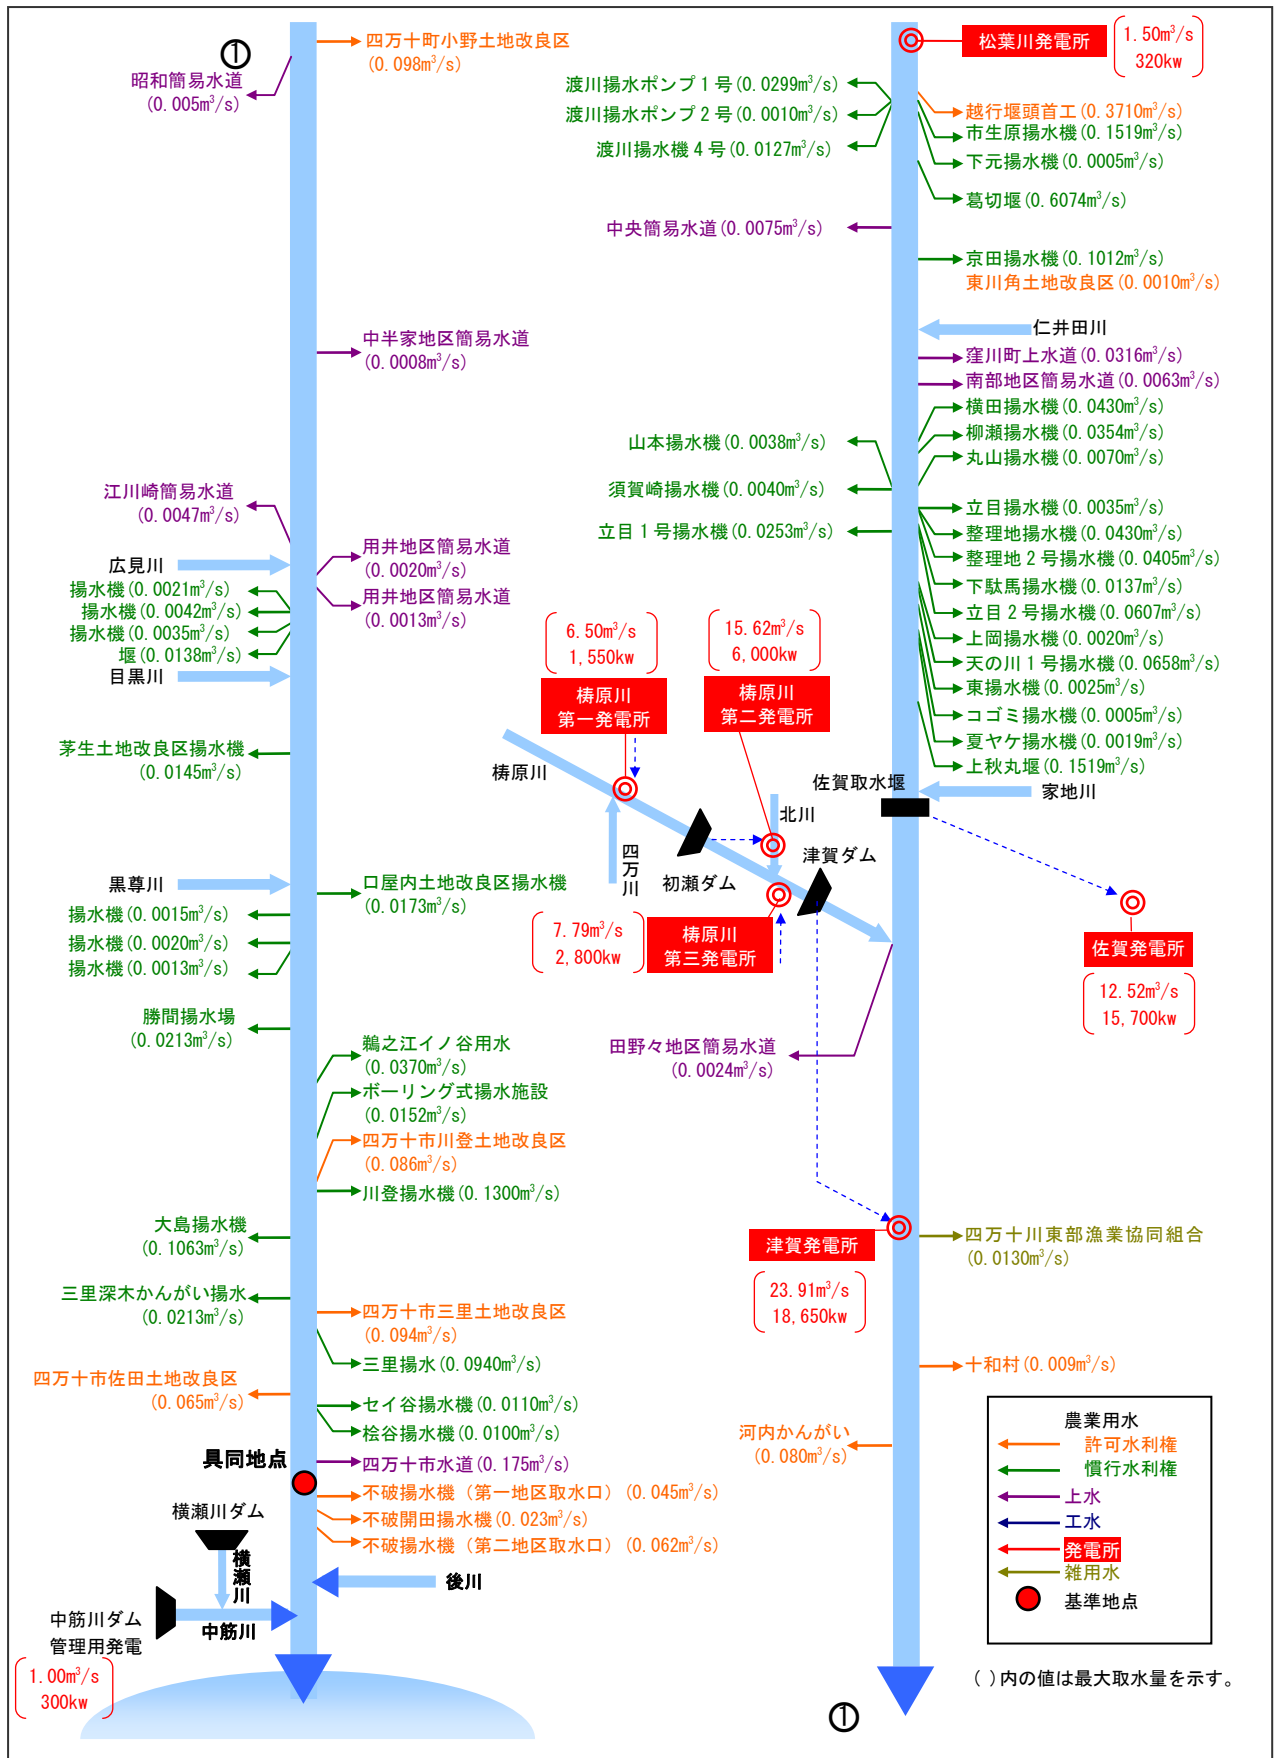 ①
四万十町小野土地改良区
(0.098m³/s)
昭和簡易水道
(0.005m³/s)
中半家地区簡易水道
(0.0008m³/s)
江川崎簡易水道
(0.0047m³/s)
用井地区簡易水道
(0.0020m³/s)
広見川
揚水機(0.0021m³/s)
揚水機(0.0042m³/s)
揚水機(0.0035m³/s)
堰(0.0138m³/s)
用井地区簡易水道
(0.0013m³/s)
目黒川
茅生土地改良区揚水機
(0.0145m³/s)
黒尊川
口屋内土地改良区揚水機
(0.0173m³/s)
揚水機(0.0015m³/s)
揚水機(0.0020m³/s)
揚水機(0.0013m³/s)
勝間揚水場
(0.0213m³/s)
鵜之江イノ谷用水
(0.0370m³/s)
ボーリング式揚水施設
(0.0152m³/s)
四万十市川登土地改良区
(0.086m³/s)
川登揚水機(0.1300m³/s)
大島揚水機
(0.1063m³/s)
三里深木かんがい揚水
(0.0213m³/s)
四万十市三里土地改良区
(0.094m³/s)
三里揚水(0.0940m³/s)
四万十市佐田土地改良区
(0.065m³/s)
セイ谷揚水機(0.0110m³/s)
桧谷揚水機(0.0100m³/s)
具同地点
四万十市水道(0.175m³/s)
不破揚水機（第一地区取水口）(0.045m³/s)
不破開田揚水機(0.023m³/s)
不破揚水機（第二地区取水口）(0.062m³/s)
横瀬川ダム
横瀬川
後川
中筋川ダム
管理用発電
中筋川
1.00m³/s
300kw
松葉川発電所
1.50m³/s
320kw
渡川揚水ポンプ1号(0.0299m³/s)
渡川揚水ポンプ2号(0.0010m³/s)
渡川揚水機4号(0.0127m³/s)
越行堰頭首工(0.3710m³/s)
市生原揚水機(0.1519m³/s)
下元揚水機(0.0005m³/s)
葛切堰(0.6074m³/s)
中央簡易水道(0.0075m³/s)
京田揚水機(0.1012m³/s)
東川角土地改良区(0.0010m³/s)
仁井田川
窪川町上水道(0.0316m³/s)
南部地区簡易水道(0.0063m³/s)
横田揚水機(0.0430m³/s)
柳瀬揚水機(0.0354m³/s)
丸山揚水機(0.0070m³/s)
山本揚水機(0.0038m³/s)
須賀崎揚水機(0.0040m³/s)
立目1号揚水機(0.0253m³/s)
立目揚水機(0.0035m³/s)
整理地揚水機(0.0430m³/s)
整理地2号揚水機(0.0405m³/s)
下駄馬揚水機(0.0137m³/s)
立目2号揚水機(0.0607m³/s)
上岡揚水機(0.0020m³/s)
天の川1号揚水機(0.0658m³/s)
東揚水機(0.0025m³/s)
コゴミ揚水機(0.0005m³/s)
夏ヤケ揚水機(0.0019m³/s)
上秋丸堰(0.1519m³/s)
6.50m³/s
1,550kw
梼原川
第一発電所
15.62m³/s
6,000kw
梼原川
第二発電所
梼原川
佐賀取水堰
家地川
北川
四万川
初瀬ダム
津賀ダム
7.79m³/s
2,800kw
梼原川
第三発電所
佐賀発電所
12.52m³/s
15,700kw
田野々地区簡易水道
(0.0024m³/s)
津賀発電所
23.91m³/s
18,650kw
四万十川東部漁業協同組合
(0.0130m³/s)
十和村(0.009m³/s)
河内かんがい
(0.080m³/s)
農業用水
許可水利権
慣行水利権
上水
工水
発電所
雑用水
基準地点
( )内の値は最大取水量を示す。
①